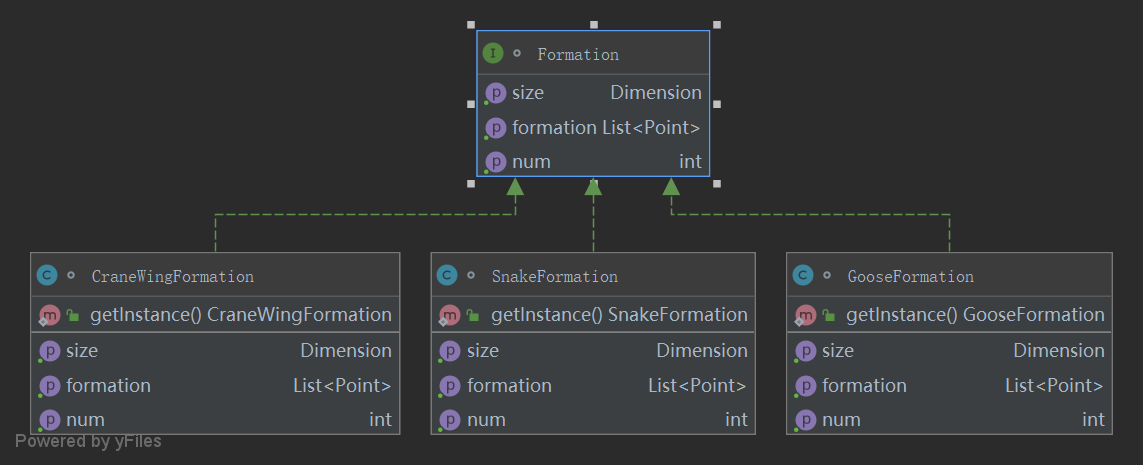 I Formation
p size Dimension
p formation List<Point>
p num int
C CraneWingFormation
m getInstance() CraneWingFormation
p size Dimension
p formation List<Point>
p num int
C SnakeFormation
m getInstance() SnakeFormation
p size Dimension
p formation List<Point>
p num int
C GooseFormation
m getInstance() GooseFormation
p size Dimension
p formation List<Point>
p num int
Powered by yFiles